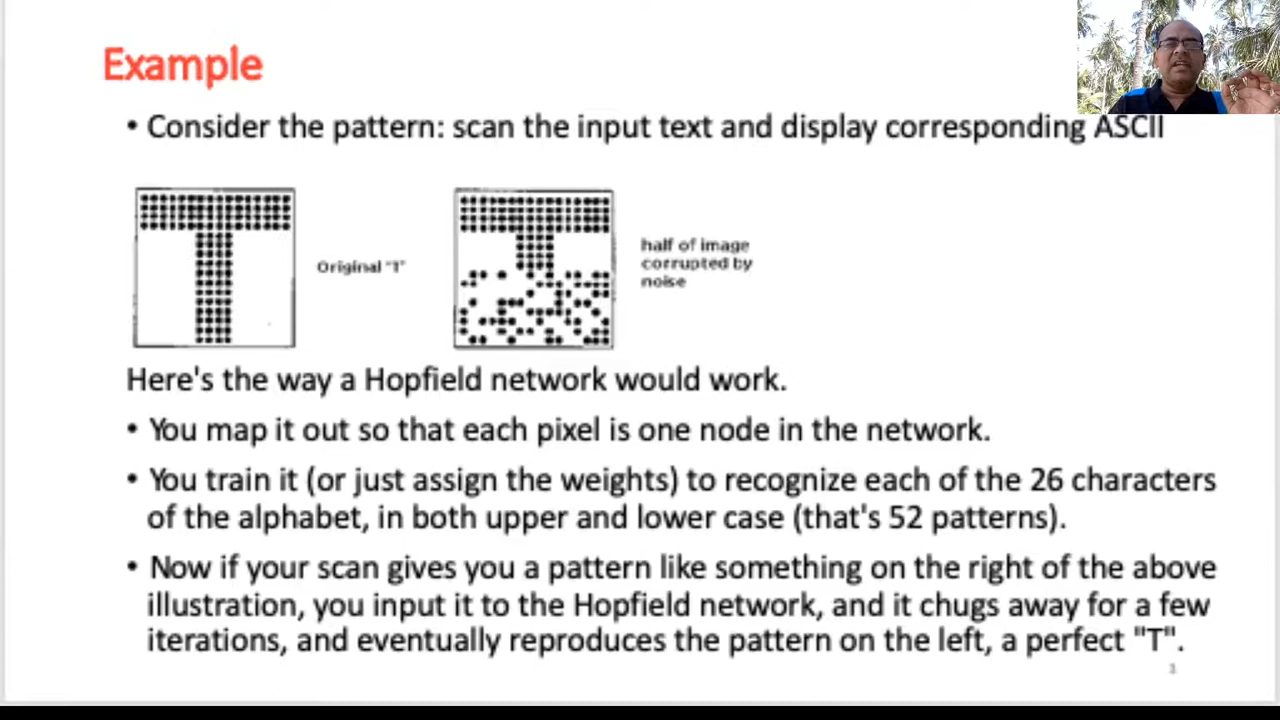 Example
• Consider the pattern: scan the input text and display corresponding ASCII
Original "T"
half of image
corrupted by
noise
Here's the way a Hopfield network would work.
• You map it out so that each pixel is one node in the network.
• You train it (or just assign the weights) to recognize each of the 26 characters
of the alphabet, in both upper and lower case (that's 52 patterns).
• Now if your scan gives you a pattern like something on the right of the above
illustration, you input it to the Hopfield network, and it chugs away for a few
iterations, and eventually reproduces the pattern on the left, a perfect "T".
3